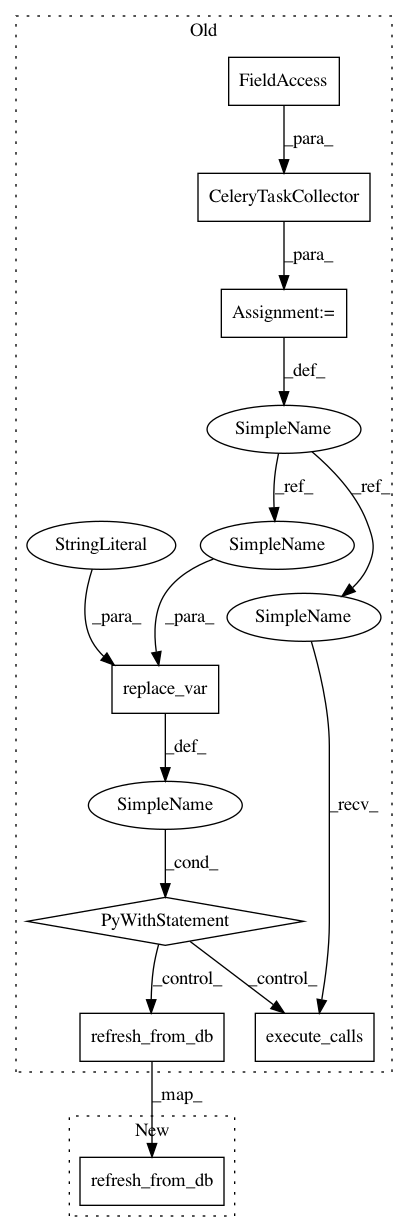 Old
FieldAccess
_para_
CeleryTaskCollector
_para_
Assignment:=
_def_
SimpleName
_ref_
_ref_
StringLiteral
SimpleName
SimpleName
_para_
_para_
replace_var
_def_
_recv_
SimpleName
_cond_
PyWithStatement
_control_
_control_
refresh_from_db
execute_calls
_map_
New
refresh_from_db